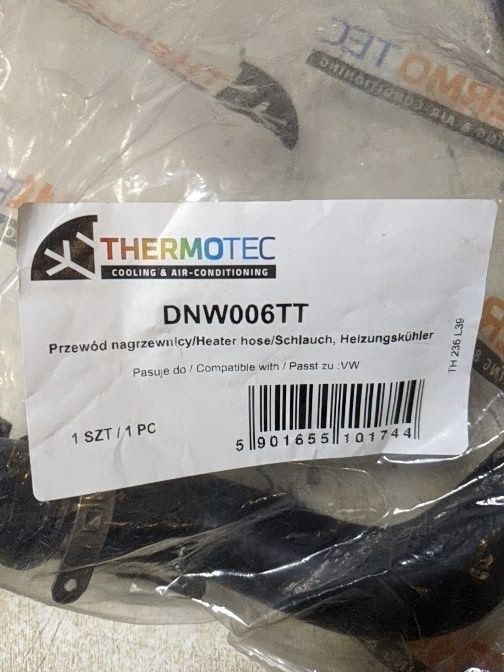 TEC
THERMOTEC
COOLING & AIR-CONDITIONING
DNW006TT
Przewód nagrzewnicy/Heater hose/Schlauch, Heizungskühler
Pasuje do / Compatible with / Passt zu :VW
1 SZT / 1 PC
5 901655 101744
TH 236 L39